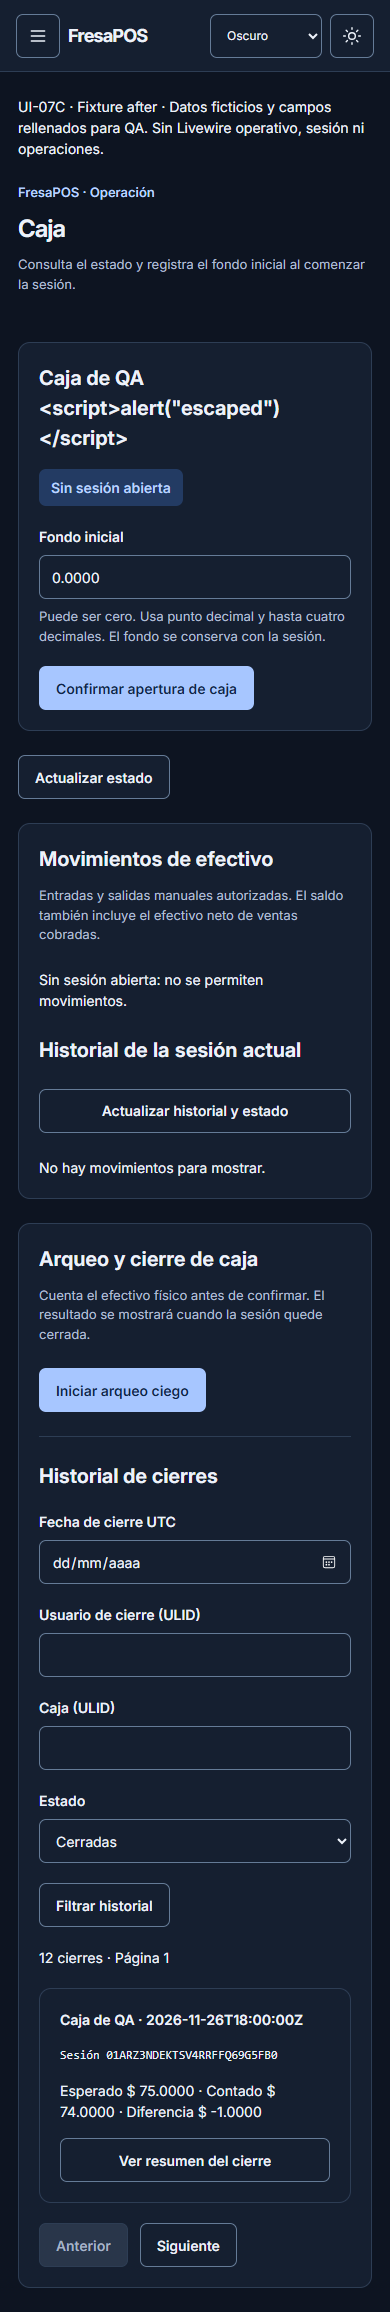 FresaPOS
Oscuro
UI-07C · Fixture after · Datos ficticios y campos
rellenados para QA. Sin Livewire operativo, sesión ni
operaciones.
FresaPOS · Operación
Caja
Consulta el estado y registra el fondo inicial al comenzar
la sesión.
Caja de QA
<script>alert("escaped")
</script>
Sin sesión abierta
Fondo inicial
0.0000
Puede ser cero. Usa punto decimal y hasta cuatro
decimales. El fondo se conserva con la sesión.
Confirmar apertura de caja
Actualizar estado
Movimientos de efectivo
Entradas y salidas manuales autorizadas. El saldo
también incluye el efectivo neto de ventas
cobradas.
Sin sesión abierta: no se permiten
movimientos.
Historial de la sesión actual
Actualizar historial y estado
No hay movimientos para mostrar.
Arqueo y cierre de caja
Cuenta el efectivo físico antes de confirmar. El
resultado se mostrará cuando la sesión quede
cerrada.
Iniciar arqueo ciego
Historial de cierres
Fecha de cierre UTC
dd/mm/aaaa
Usuario de cierre (ULID)
Caja (ULID)
Estado
Cerradas
Filtrar historial
12 cierres · Página 1
Caja de QA · 2026-11-26T18:00:00Z
Sesión 01ARZ3NDEKTSV4RRFFQ69G5FB0
Esperado $ 75.0000 · Contado $
74.0000 · Diferencia $ -1.0000
Ver resumen del cierre
Anterior
Siguiente